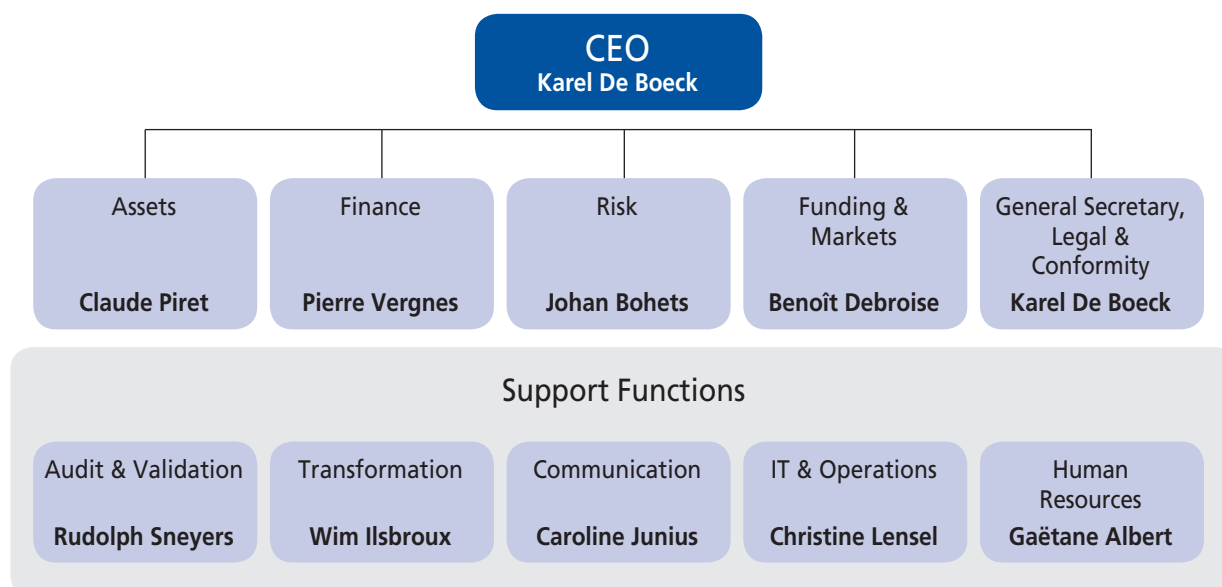 CEO
Karel De Boeck
Assets
Claude Piret
Finance
Pierre Vergnes
Risk
Johan Bohets
Funding &
Markets
Benoît Debroise
General Secretary,
Legal &
Conformity
Karel De Boeck
Support Functions
Audit & Validation
Rudolph Sneyers
Transformation
Wim Ilsbroux
Communication
Caroline Junius
IT & Operations
Christine Lensel
Human
Resources
Gaëtane Albert